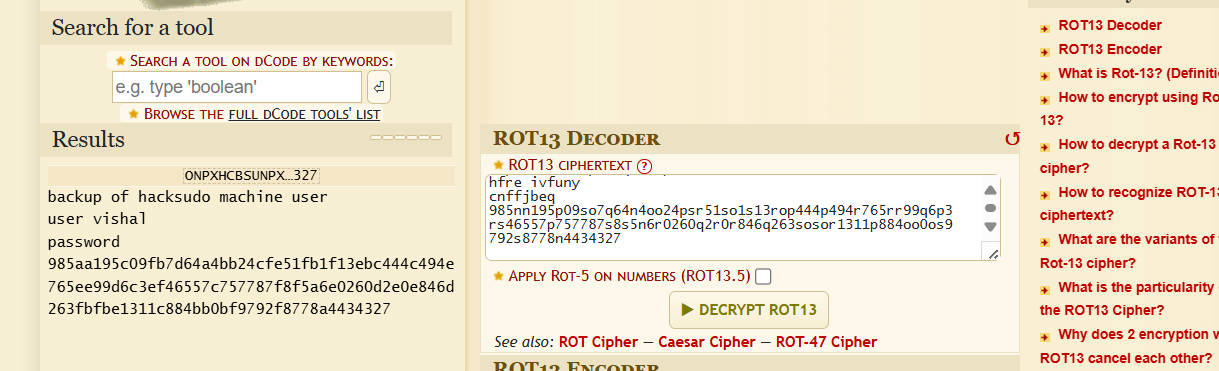 Search for a tool
★ SEARCH A TOOL ON DCODE BY KEYWORDS:
e.g. type 'boolean'
★ BROWSE THE FULL DCODE TOOLS' LIST
Results
ONPXHCBSUNPX…327
backup of hacksudo machine user
user vishal
password
985aa195c09fb7d64a4bb24cfe51fb1f13ebc444c494e
765ee99d6c3ef46557c757787f8f5a6e0260d2e0e846d
263fbfbe1311c884bb0bf9792f8778a4434327
ROT13 DECODER
★ ROT13 CIPHERTEXT ?
hfre ivfuny
cnffjbeq
985nn195p09so7q64n4oo24psr51so1s13rop444p494r765rr99q6p3
rs46557p757787s8s5n6r0260q2r0r846q263sosor1311p884oo0os9
792s8778n4434327
★ APPLY ROT-5 ON NUMBERS (ROT13.5)
▶ DECRYPT ROT13
See also: ROT Cipher – Caesar Cipher – ROT-47 Cipher
ROT13 ENCODER
ROT13 Decoder
ROT13 Encoder
What is Rot-13? (Definiti
How to encrypt using Ro
13?
How to decrypt a Rot-13
cipher?
How to recognize ROT-13
ciphertext?
What are the variants of
Rot-13 cipher?
What is the particularity
the ROT13 Cipher?
Why does 2 encryption w
ROT13 cancel each other?